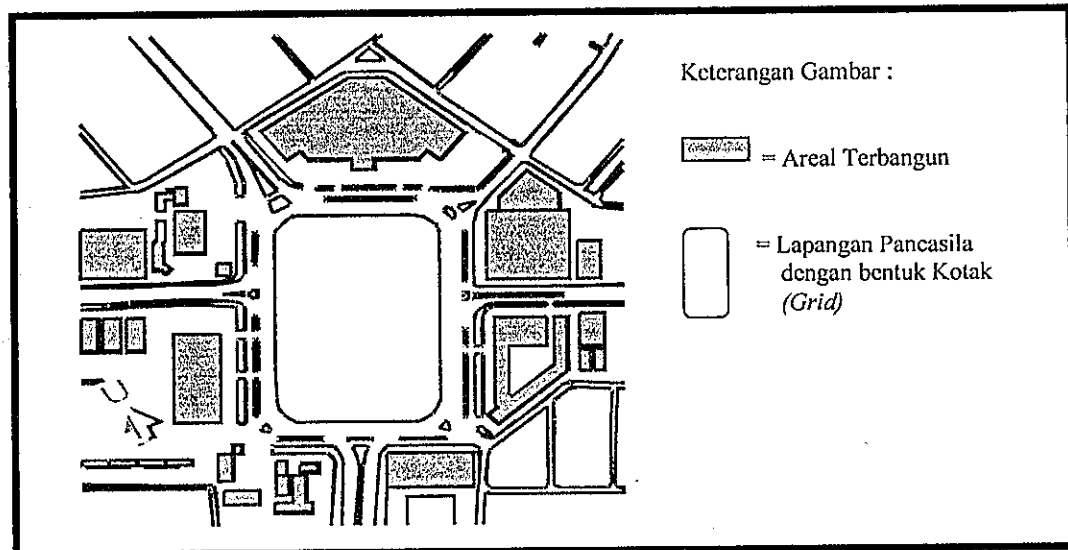 Keterangan Gambar :
= Areal Terbangun
= Lapangan Pancasila
dengan bentuk Kotak
(Grid)
U